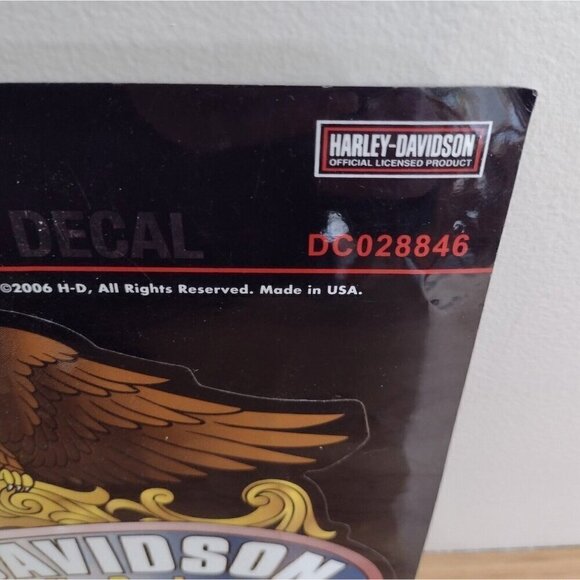 HARLEY-DAVIDSON
OFFICIAL LICENSED PRODUCT
DECAL DC028846
©2006 H-D, All Rights Reserved. Made in USA.
DAVIDSON